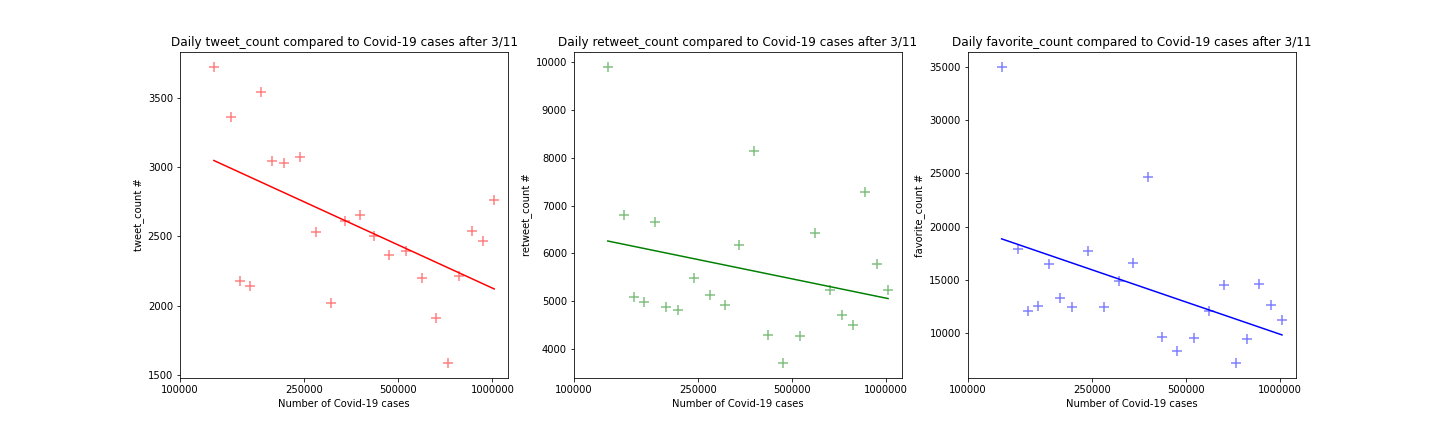 Daily tweet_count compared to Covid-19 cases after 3/11
tweet_count #
3500
3000
2500
2000
1500
100000 250000 500000 1000000
Number of Covid-19 cases
Daily retweet_count compared to Covid-19 cases after 3/11
retweet_count #
10000
9000
8000
7000
6000
5000
4000
100000 250000 500000 1000000
Number of Covid-19 cases
Daily favorite_count compared to Covid-19 cases after 3/11
favorite_count #
35000
30000
25000
20000
15000
10000
100000 250000 500000 1000000
Number of Covid-19 cases